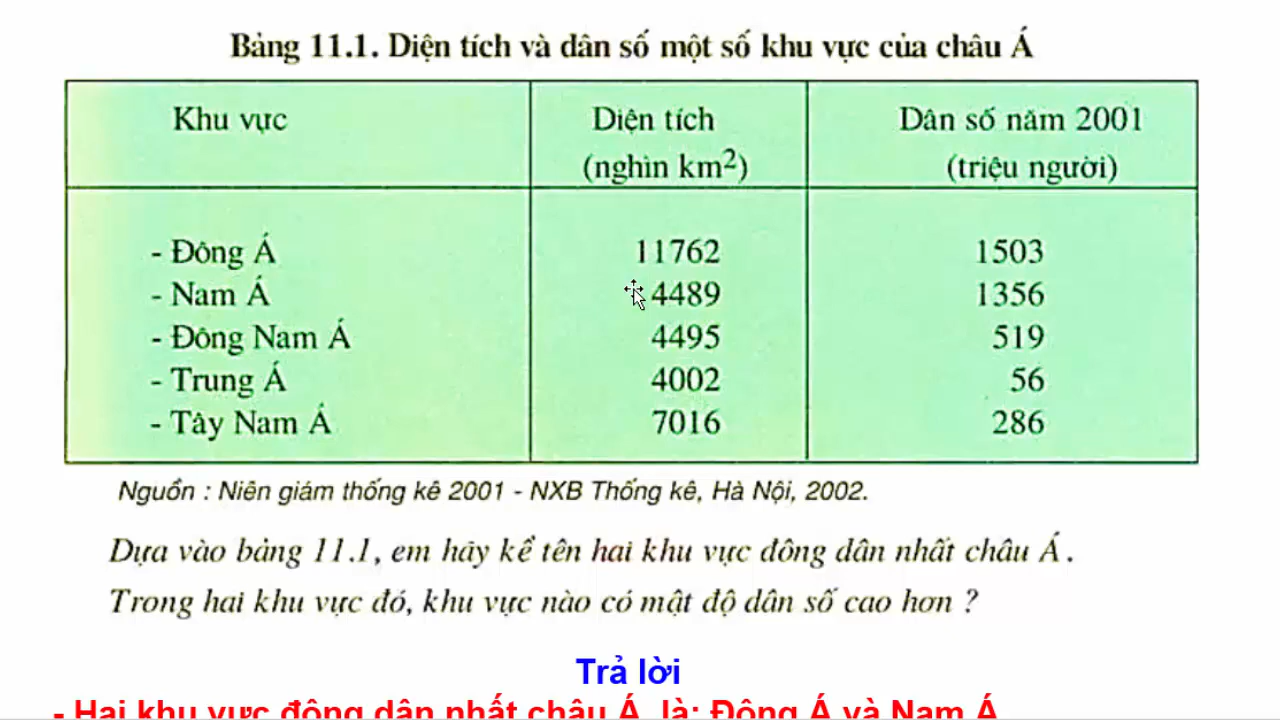 Bảng 11.1. Diện tích và dân số một số khu vực của châu Á
Khu vực Diện tích Dân số năm 2001
(nghìn km²) (triệu người)
- Đông Á 11762 1503
- Nam Á 4489 1356
- Đông Nam Á 4495 519
- Trung Á 4002 56
- Tây Nam Á 7016 286
Nguồn : Niên giám thống kê 2001 - NXB Thống kê, Hà Nội, 2002.
Dựa vào bảng 11.1, em hãy kể tên hai khu vực đông dân nhất châu Á.
Trong hai khu vực đó, khu vực nào có mật độ dân số cao hơn ?
Trả lời
- Hai khu vực đông dân nhất châu Á là: Đông Á và Nam Á